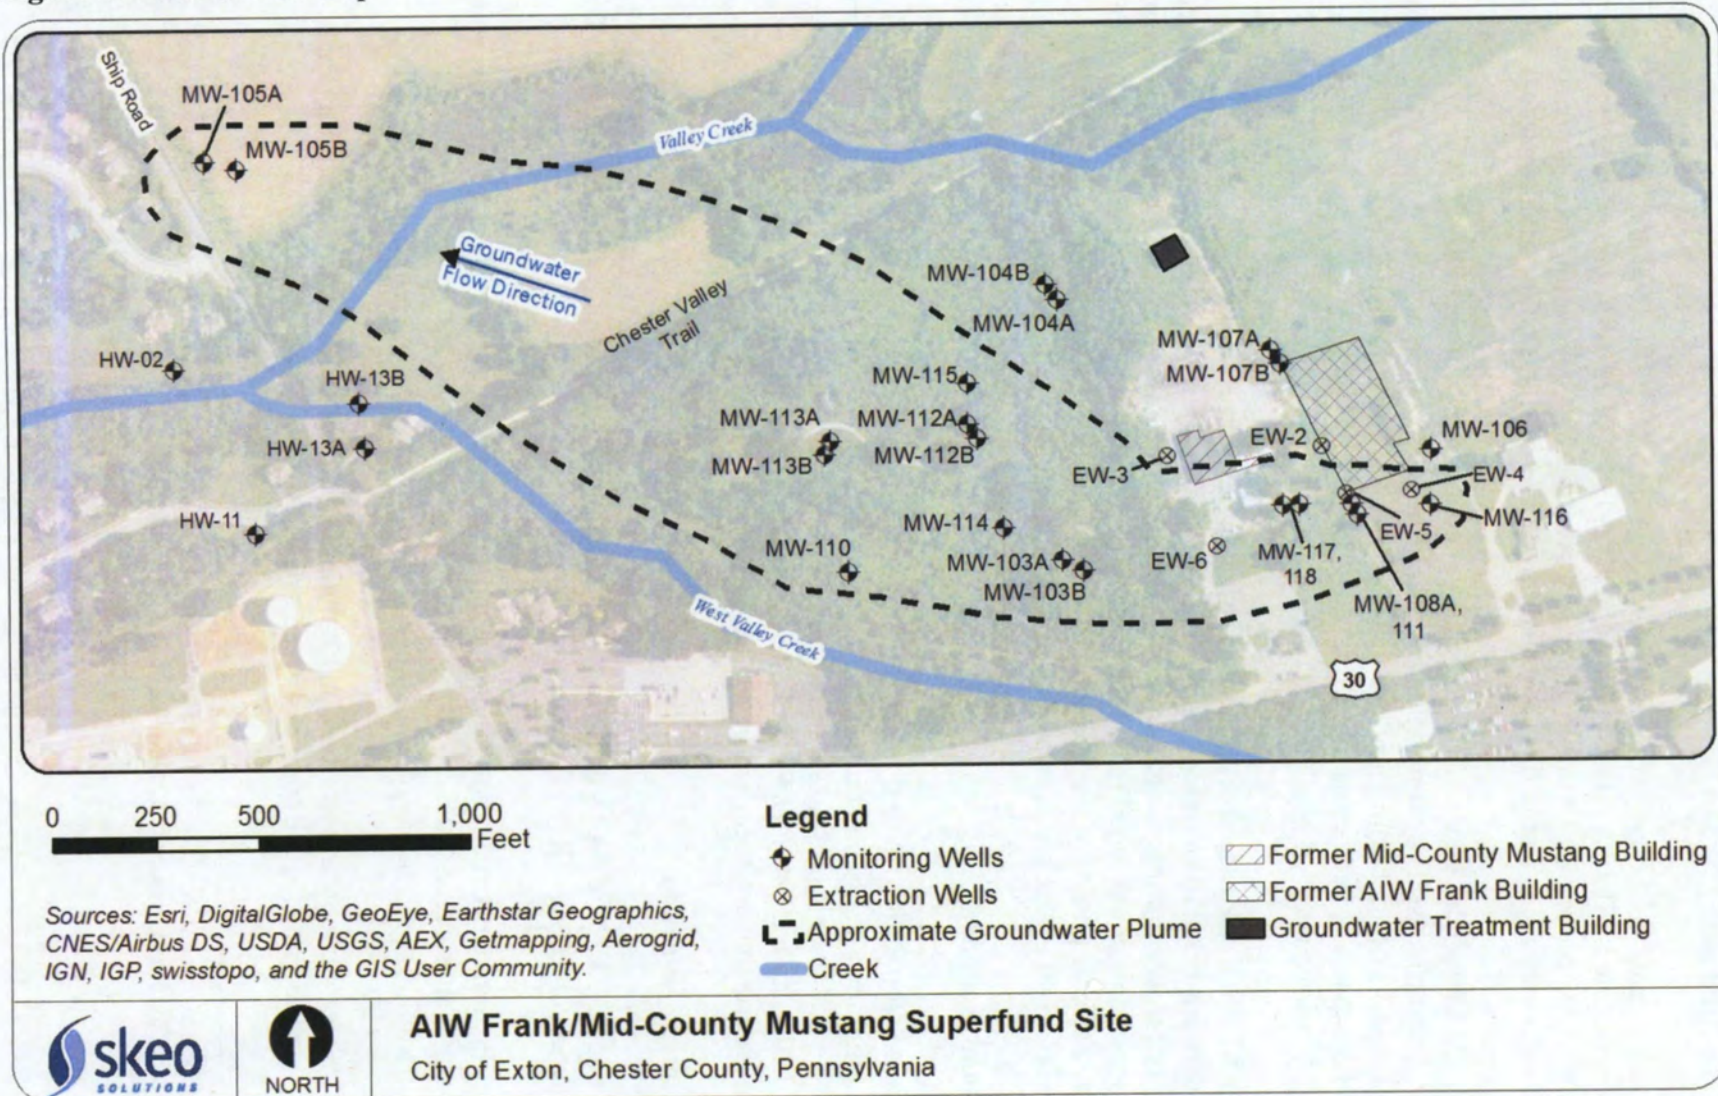 Ship Road
MW-105A
MW-105B
Valley Creek
Groundwater
Flow Direction
Chester Valley
Trail
MW-104B
MW-104A
MW-107A
MW-107B
HW-02
HW-13B
HW-13A
HW-11
MW-115
MW-113A
MW-112A
MW-113B
MW-112B
EW-3
EW-2
MW-106
EW-4
MW-116
EW-5
MW-114
MW-110
MW-103A
MW-103B
EW-6
MW-117,
118
MW-108A,
111
West Valley Creek
30
0 250 500 1,000
Feet
Sources: Esri, DigitalGlobe, GeoEye, Earthstar Geographics,
CNES/Airbus DS, USDA, USGS, AEX, Getmapping, Aerogrid,
IGN, IGP, swisstopo, and the GIS User Community.
Legend
Monitoring Wells
Extraction Wells
Approximate Groundwater Plume
Creek
Former Mid-County Mustang Building
Former AIW Frank Building
Groundwater Treatment Building
skeo
SOLUTIONS
NORTH
AIW Frank/Mid-County Mustang Superfund Site
City of Exton, Chester County, Pennsylvania